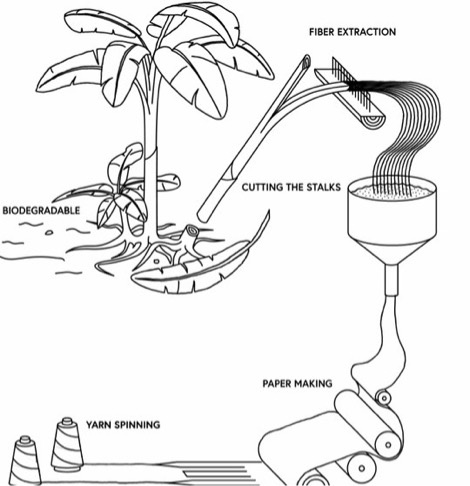 FIBER EXTRACTION
CUTTING THE STALKS
BIODEGRADABLE
PAPER MAKING
YARN SPINNING